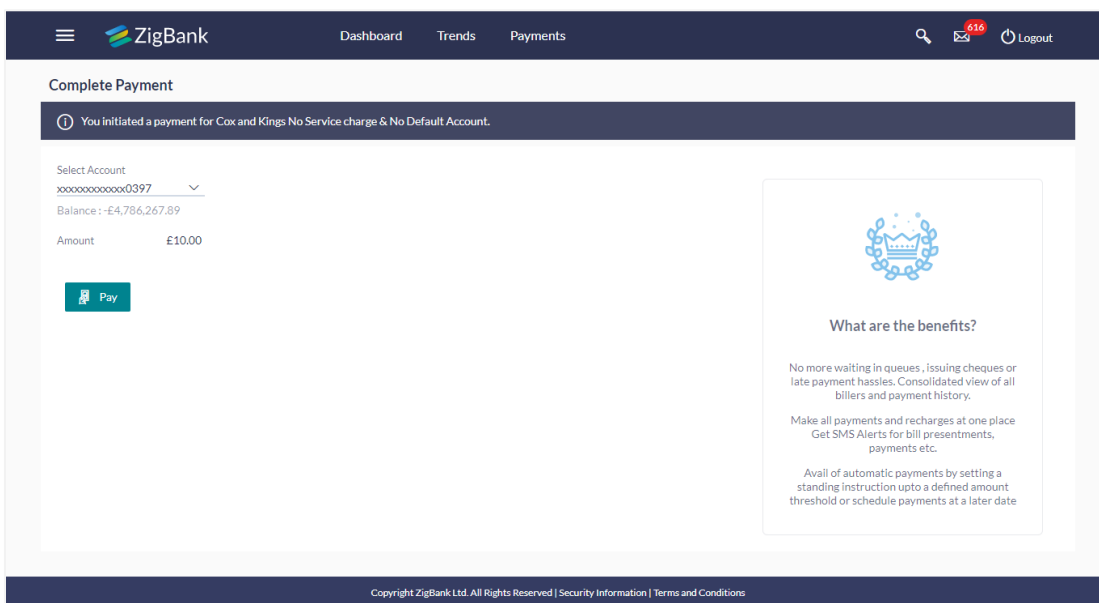 ZigBank
Dashboard Trends Payments
616
Logout
Complete Payment
You initiated a payment for Cox and Kings No Service charge & No Default Account.
Select Account
xxxxxxxxxxxx0397
Balance : -£4,786,267.89
Amount £10.00
Pay
What are the benefits?
No more waiting in queues , issuing cheques or
late payment hassles. Consolidated view of all
billers and payment history.
Make all payments and recharges at one place
Get SMS Alerts for bill presentments,
payments etc.
Avail of automatic payments by setting a
standing instruction upto a defined amount
threshold or schedule payments at a later date
Copyright ZigBank Ltd. All Rights Reserved | Security Information | Terms and Conditions